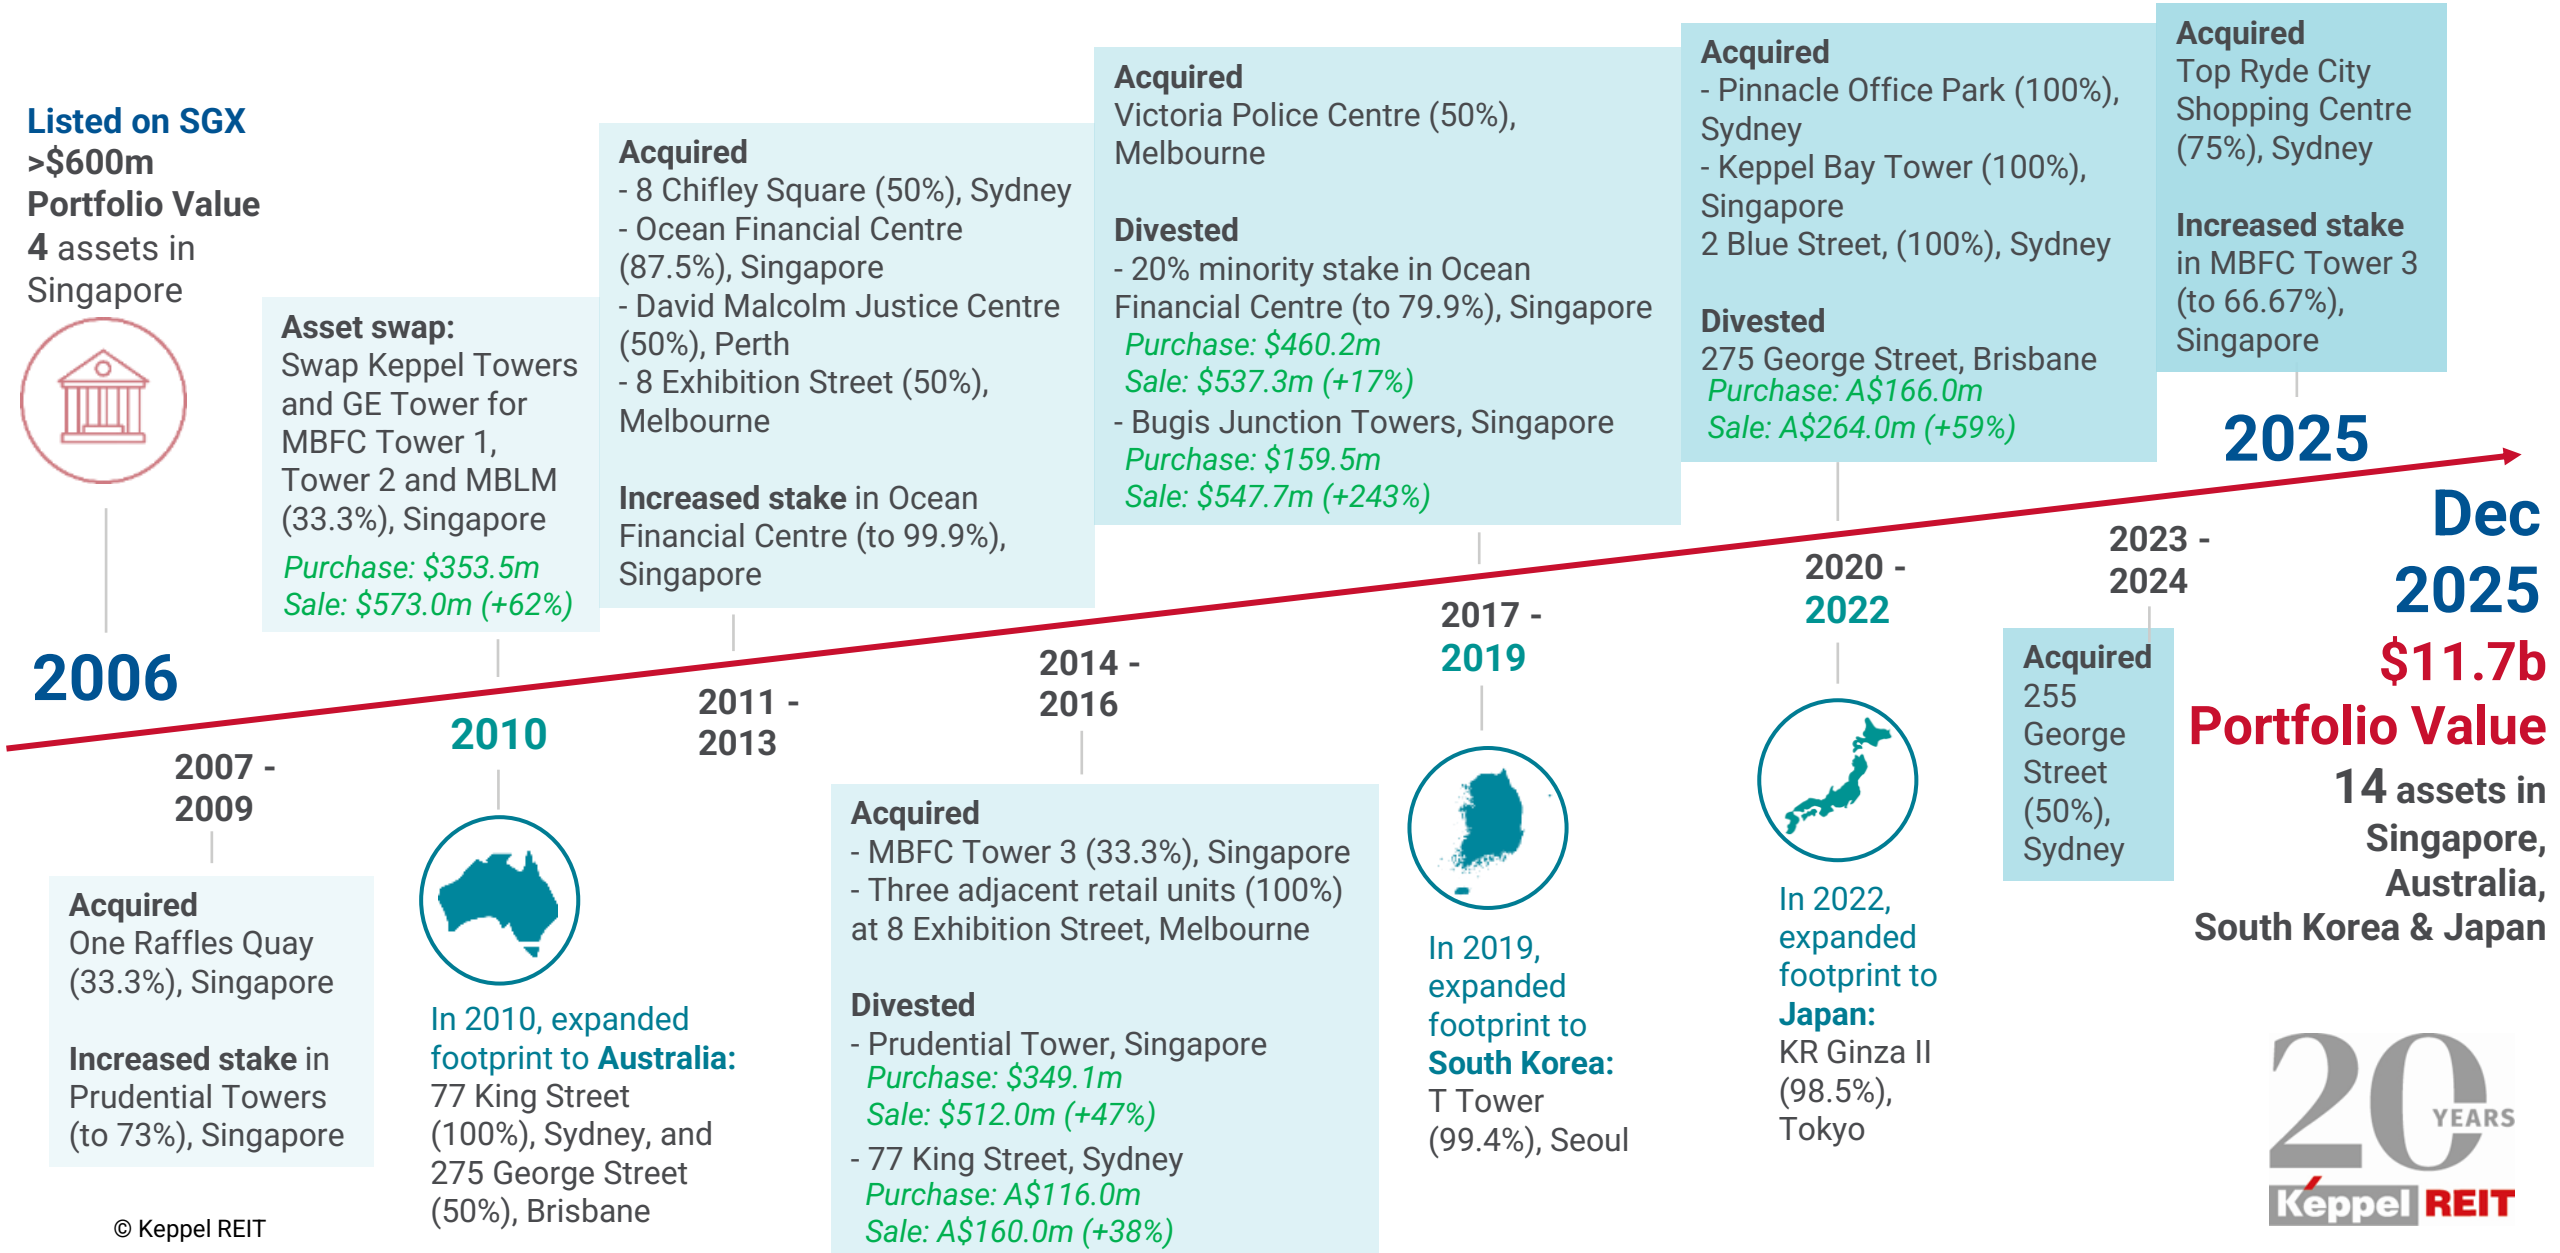 Listed on SGX
>$600m
Portfolio Value
4 assets in
Singapore
2006
2007 -
2009
Acquired
One Raffles Quay
(33.3%), Singapore
Increased stake in
Prudential Towers
(to 73%), Singapore
Asset swap:
Swap Keppel Towers
and GE Tower for
MBFC Tower 1,
Tower 2 and MBLM
(33.3%), Singapore
Purchase: $353.5m
Sale: $573.0m (+62%)
2010
In 2010, expanded
footprint to Australia:
77 King Street
(100%), Sydney, and
275 George Street
(50%), Brisbane
Acquired
- 8 Chifley Square (50%), Sydney
- Ocean Financial Centre
(87.5%), Singapore
- David Malcolm Justice Centre
(50%), Perth
- 8 Exhibition Street (50%),
Melbourne
Increased stake in Ocean
Financial Centre (to 99.9%),
Singapore
2011 -
2013
2014 -
2016
Acquired
- MBFC Tower 3 (33.3%), Singapore
- Three adjacent retail units (100%)
at 8 Exhibition Street, Melbourne
Divested
- Prudential Tower, Singapore
Purchase: $349.1m
Sale: $512.0m (+47%)
- 77 King Street, Sydney
Purchase: A$116.0m
Sale: A$160.0m (+38%)
Acquired
Victoria Police Centre (50%),
Melbourne
Divested
- 20% minority stake in Ocean
Financial Centre (to 79.9%), Singapore
Purchase: $460.2m
Sale: $537.3m (+17%)
- Bugis Junction Towers, Singapore
Purchase: $159.5m
Sale: $547.7m (+243%)
2017 -
2019
In 2019,
expanded
footprint to
South Korea:
T Tower
(99.4%), Seoul
Acquired
- Pinnacle Office Park (100%),
Sydney
- Keppel Bay Tower (100%),
Singapore
2 Blue Street, (100%), Sydney
Divested
275 George Street, Brisbane
Purchase: A$166.0m
Sale: A$264.0m (+59%)
2020 -
2022
In 2022,
expanded
footprint to
Japan:
KR Ginza II
(98.5%),
Tokyo
2023 -
2024
Acquired
255
George
Street
(50%),
Sydney
Acquired
Top Ryde City
Shopping Centre
(75%), Sydney
Increased stake
in MBFC Tower 3
(to 66.67%),
Singapore
2025
Dec
2025
$11.7b
Portfolio Value
14 assets in
Singapore,
Australia,
South Korea & Japan
20
YEARS
Keppel REIT
© Keppel REIT